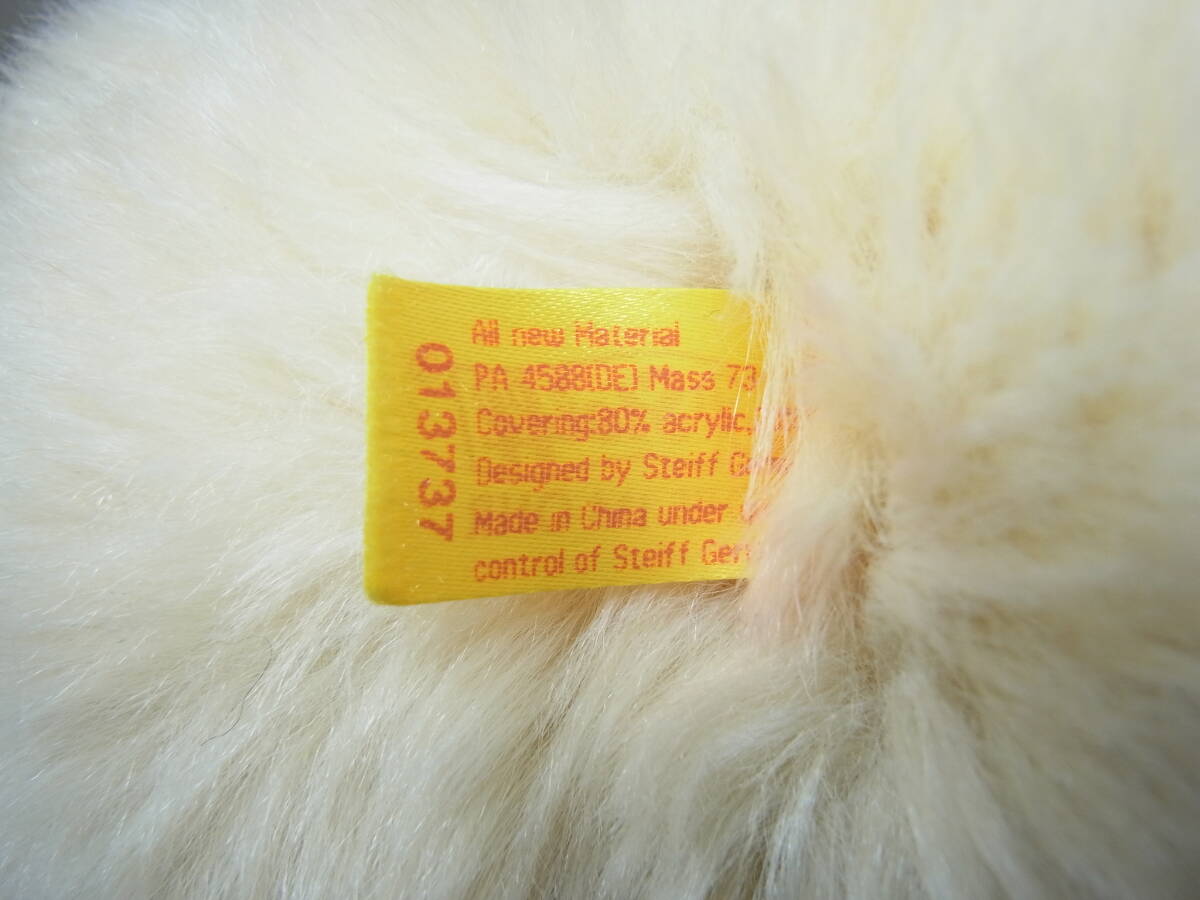 013737
All new Material
PA 4588(DE) Mass 73
Covering:80% acrylic,
Designed by Steiff
Made in China under
control of Steiff